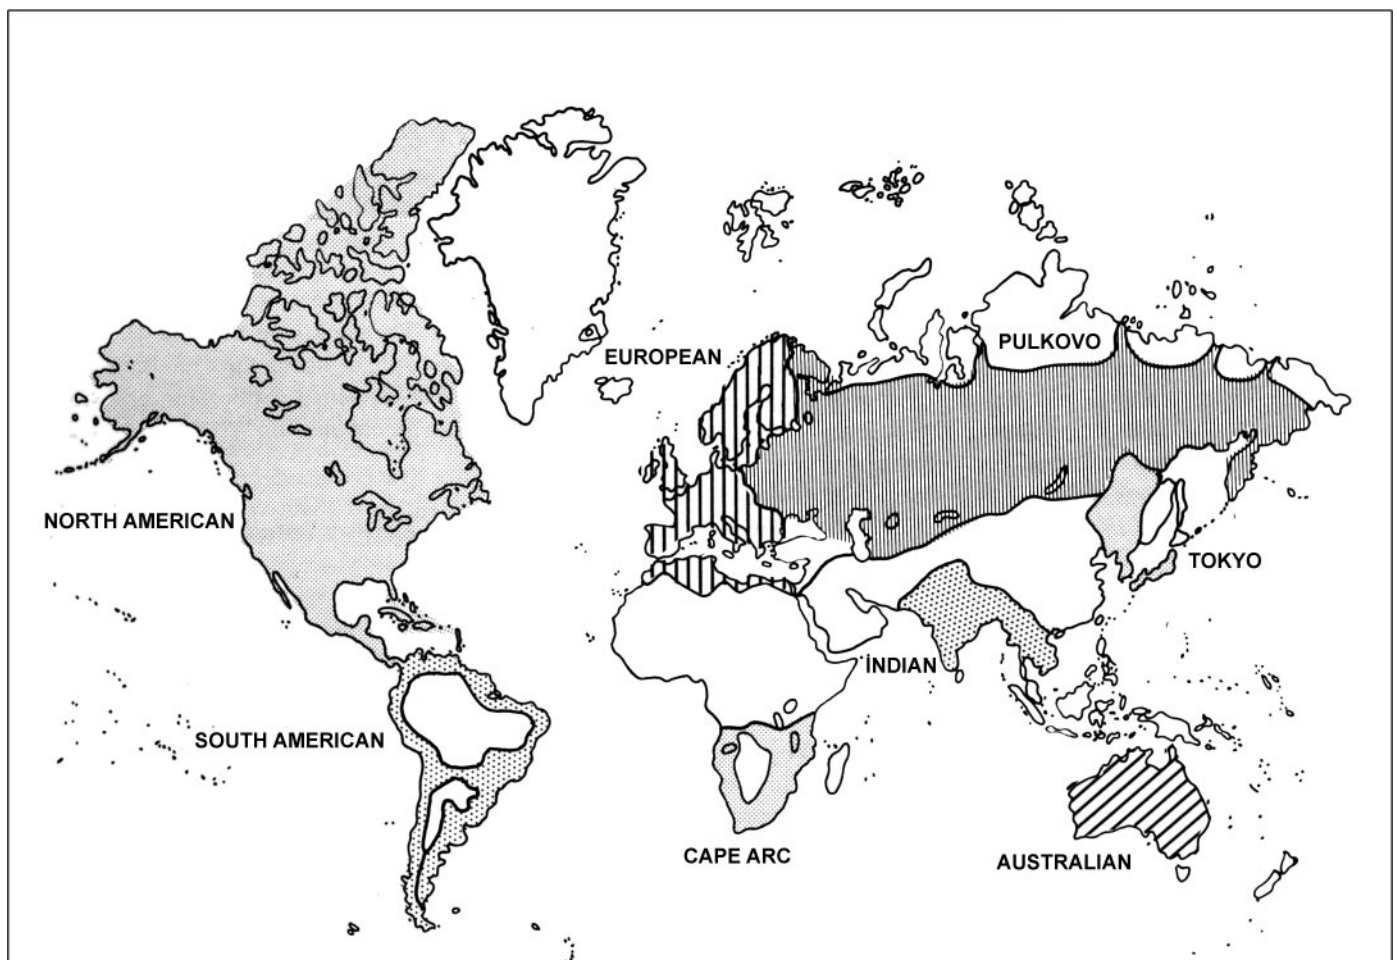 PULKOVO
EUROPEAN
NORTH AMERICAN
TOKYO
İNDIAN
SOUTH AMERICAN
CAPE ARC
AUSTRALIAN